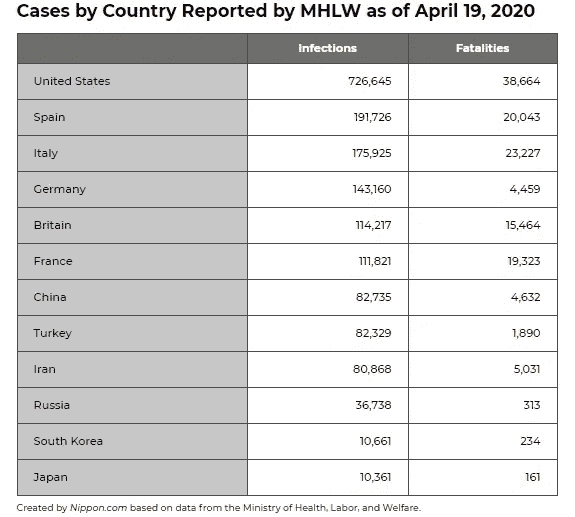 Cases by Country Reported by MHLW as of April 19, 2020
Infections Fatalities
United States 726,645 38,664
Spain 191,726 20,043
Italy 175,925 23,227
Germany 143,160 4,459
Britain 114,217 15,464
France 111,821 19,323
China 82,735 4,632
Turkey 82,329 1,890
Iran 80,868 5,031
Russia 36,738 313
South Korea 10,661 234
Japan 10,361 161
Created by Nippon.com based on data from the Ministry of Health, Labor, and Welfare.